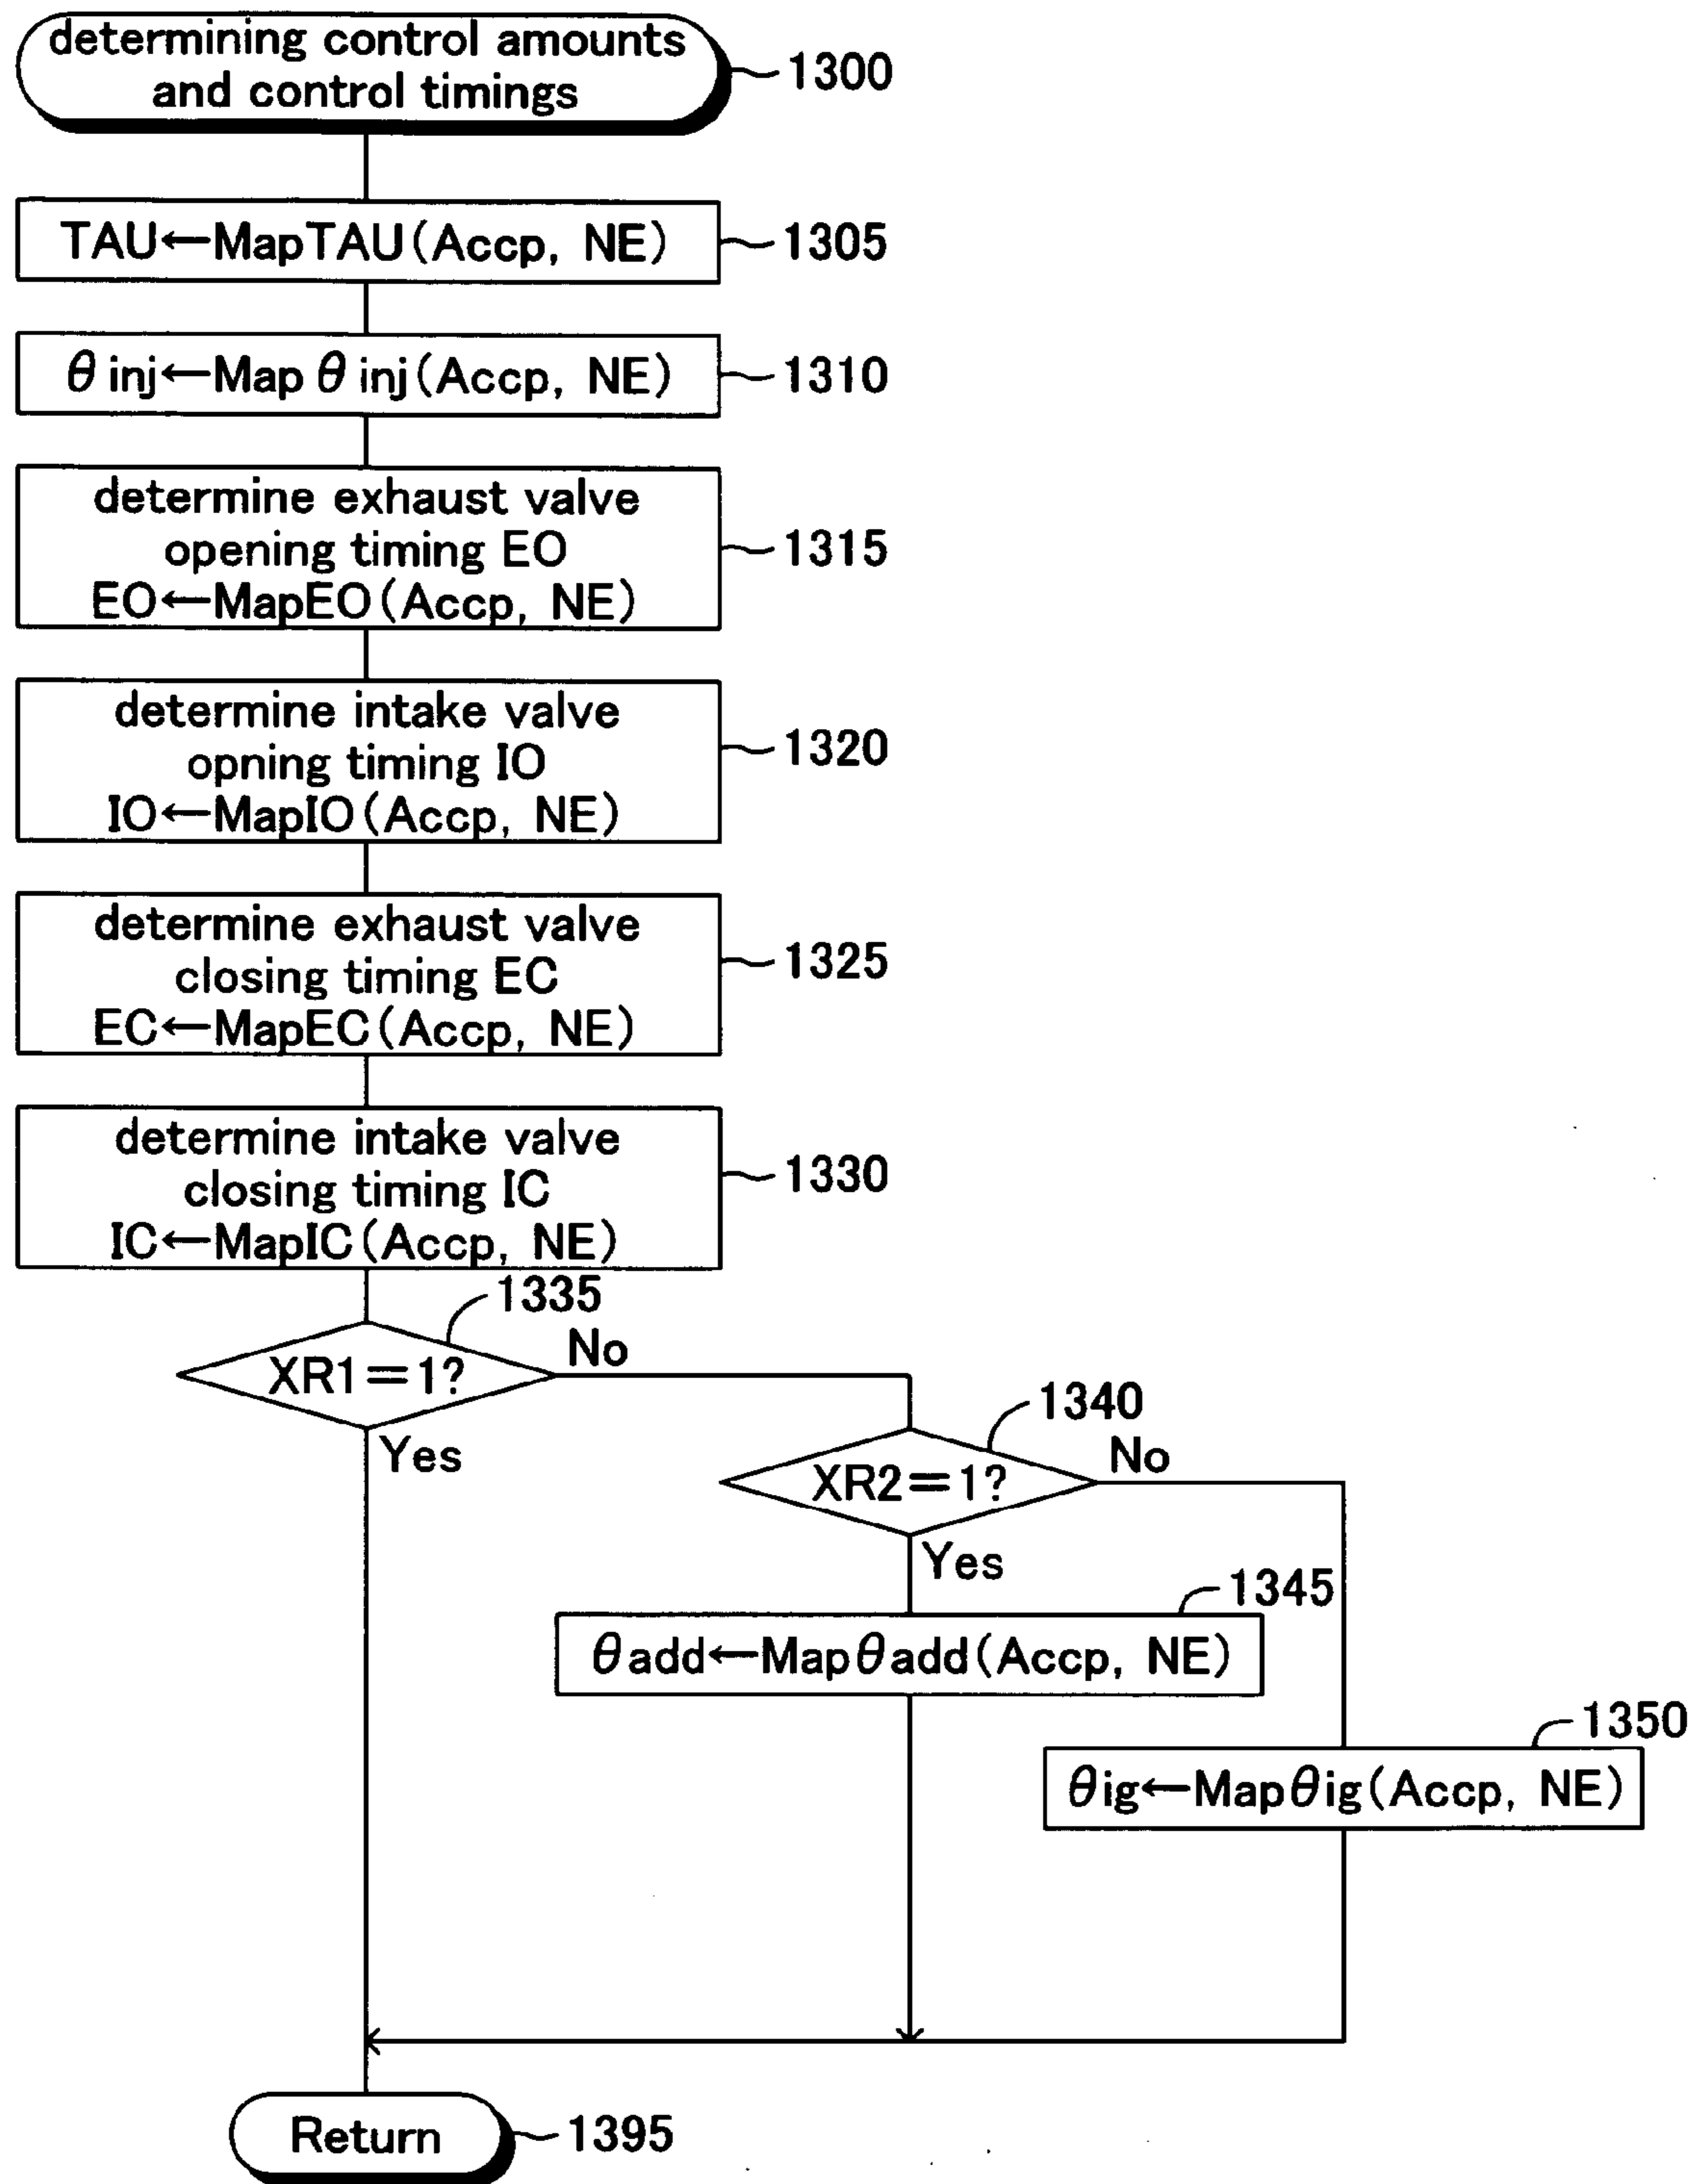 determining control amounts
and control timings
1300
TAU←MapTAU(Accp, NE)
1305
θinj←Mapθinj(Accp, NE)
1310
determine exhaust valve
opening timing EO
EO←MapEO(Accp, NE)
1315
determine intake valve
opning timing IO
IO←MapIO(Accp, NE)
1320
determine exhaust valve
closing timing EC
EC←MapEC(Accp, NE)
1325
determine intake valve
closing timing IC
IC←MapIC(Accp, NE)
1330
1335
XR1=1?
No
Yes
1340
XR2=1?
No
Yes
1345
θadd←Mapθadd(Accp, NE)
1350
θig←Mapθig(Accp, NE)
Return
1395